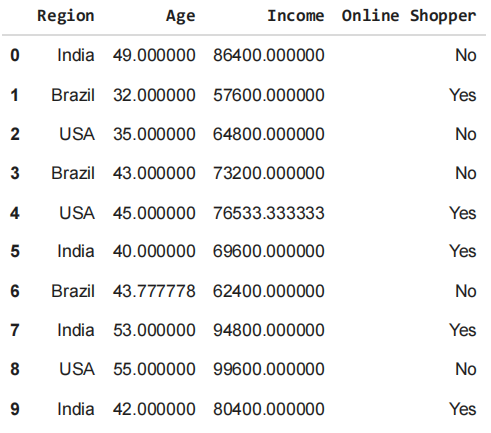 Region Age Income Online Shopper
0 India 49.000000 86400.000000 No
1 Brazil 32.000000 57600.000000 Yes
2 USA 35.000000 64800.000000 No
3 Brazil 43.000000 73200.000000 No
4 USA 45.000000 76533.333333 Yes
5 India 40.000000 69600.000000 Yes
6 Brazil 43.777778 62400.000000 No
7 India 53.000000 94800.000000 Yes
8 USA 55.000000 99600.000000 No
9 India 42.000000 80400.000000 Yes